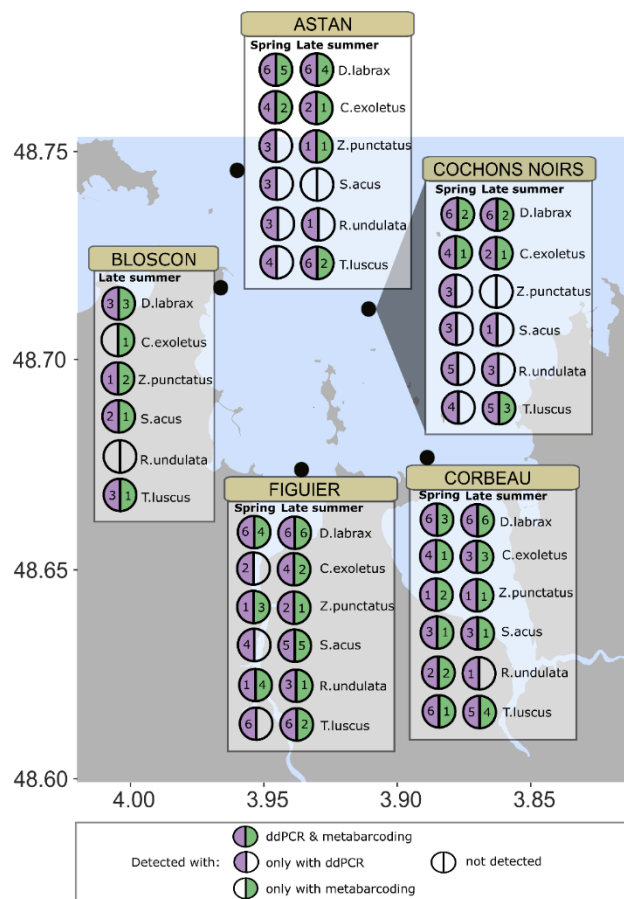 ASTAN
Spring Late summer
6 5 6 4 D.labrax
4 2 2 1 C.exoletus
3 1 1 Z.punctatus
3 S.acus
3 1 R.undulata
4 6 2 T.luscus
COCHONS NOIRS
Spring Late summer
6 2 6 2 D.labrax
4 1 2 1 C.exoletus
3 Z.punctatus
3 1 S.acus
5 3 R.undulata
4 5 3 T.luscus
BLOSCON
Late summer
3 3 D.labrax
1 C.exoletus
1 2 Z.punctatus
2 1 S.acus
R.undulata
3 1 T.luscus
FIGUIER
Spring Late summer
6 4 6 6 D.labrax
2 4 2 C.exoletus
1 3 2 1 Z.punctatus
4 5 5 S.acus
1 4 3 1 R.undulata
6 6 2 T.luscus
CORBEAU
Spring Late summer
6 3 6 6 D.labrax
4 1 3 3 C.exoletus
1 2 1 1 Z.punctatus
3 1 3 1 S.acus
2 2 1 R.undulata
6 1 5 4 T.luscus
48.75
48.70
48.65
48.60
4.00 3.95 3.90 3.85
Detected with:
ddPCR & metabarcoding
only with ddPCR
only with metabarcoding
not detected